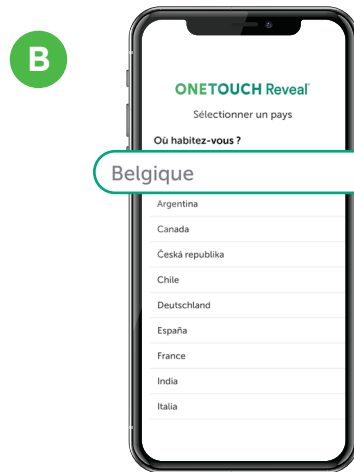 B
ONETOUCH Reveal®
Sélectionner un pays
Où habitez-vous ?
Belgique
Argentina
Canada
Česká republika
Chile
Deutschland
España
France
India
Italia